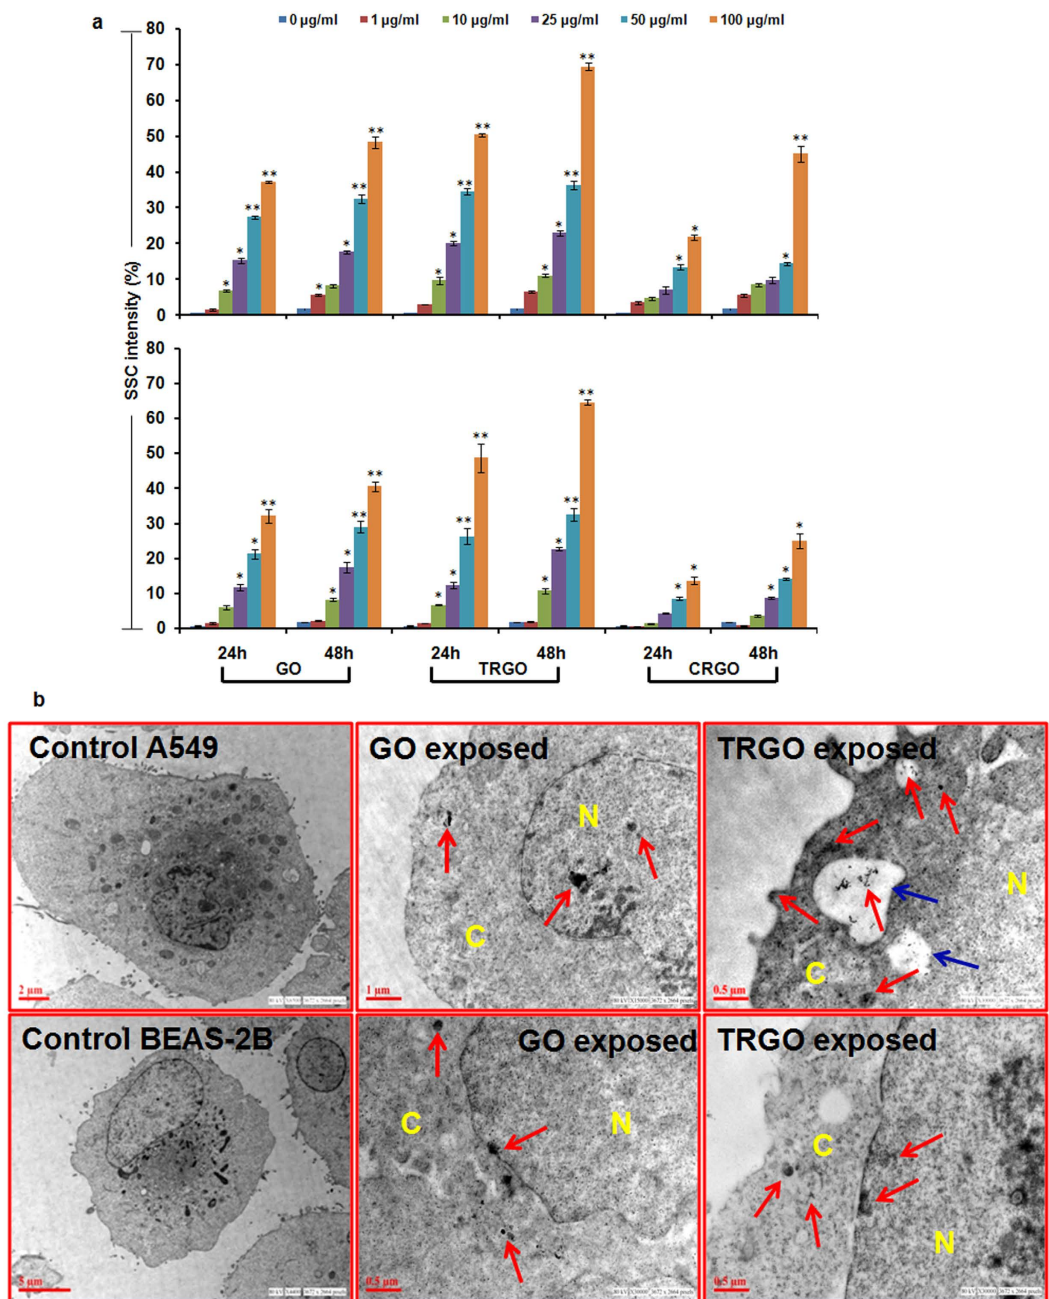 a
0 µg/ml 1 µg/ml 10 µg/ml 25 µg/ml 50 µg/ml 100 µg/ml
SSC intensity (%)
80
70
60
50
40
30
20
10
0
* * ** **
* * ** **
* * ** **
* * ** **
* *
* **
80
70
60
50
40
30
20
10
0
* * **
* * ** **
* * ** **
* * ** **
* *
* * *
24h 48h 24h 48h 24h 48h
GO TRGO CRGO
b
Control A549
2 µm
GO exposed
N
C
1 µm
TRGO exposed
N
C
0.5 µm
Control BEAS-2B
5 µm
GO exposed
C
N
0.5 µm
TRGO exposed
C
N
0.5 µm